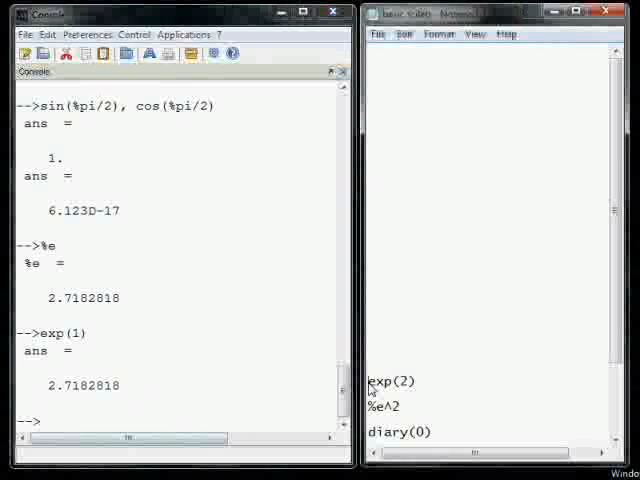 Console
File Edit Preferences Control Applications ?
Console
-->sin(%pi/2), cos(%pi/2)
ans =
1.
ans =
6.123D-17
-->%e
%e =
2.7182818
-->exp(1)
ans =
2.7182818
-->
File Edit Format View Help
exp(2)
%e^2
diary(0)
Windo